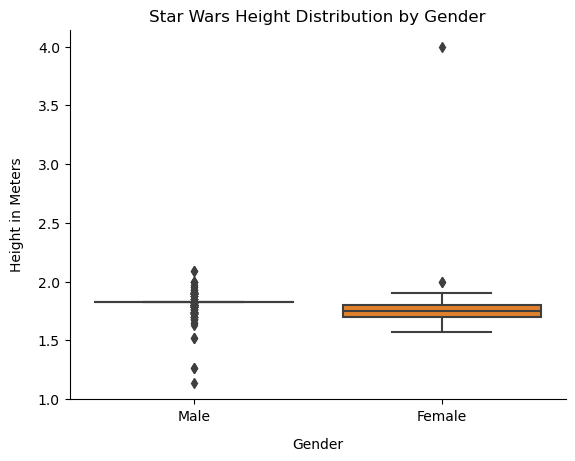 Star Wars Height Distribution by Gender
4.0
3.5
3.0
2.5
2.0
1.5
1.0
Height in Meters
Male
Female
Gender